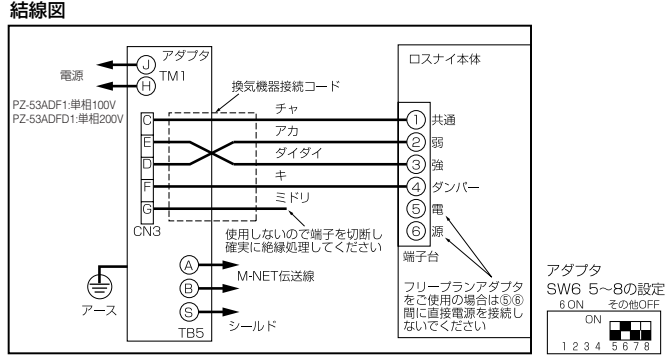 結線図
電源
PZ-53ADF1:単相100V
PZ-53ADFD1:単相200V
アダプタ
J
TM1
H
換気機器接続コード
ロスナイ本体
C
チャ
① 共通
E
アカ
② 弱
D
ダイダイ
③ 強
F
キ
④ ダンパー
G
ミドリ
⑤ 電
⑥ 源
CN3
使用しないので端子を切断し
確実に絶縁処理してください
端子台
A
M-NET伝送線
B
S
シールド
TB5
アース
フリープランアダプタ
をご使用の場合は⑤⑥
間に直接電源を接続し
ないでください
アダプタ
SW6 5～8の設定
6 ON その他OFF
ON
1 2 3 4 5 6 7 8